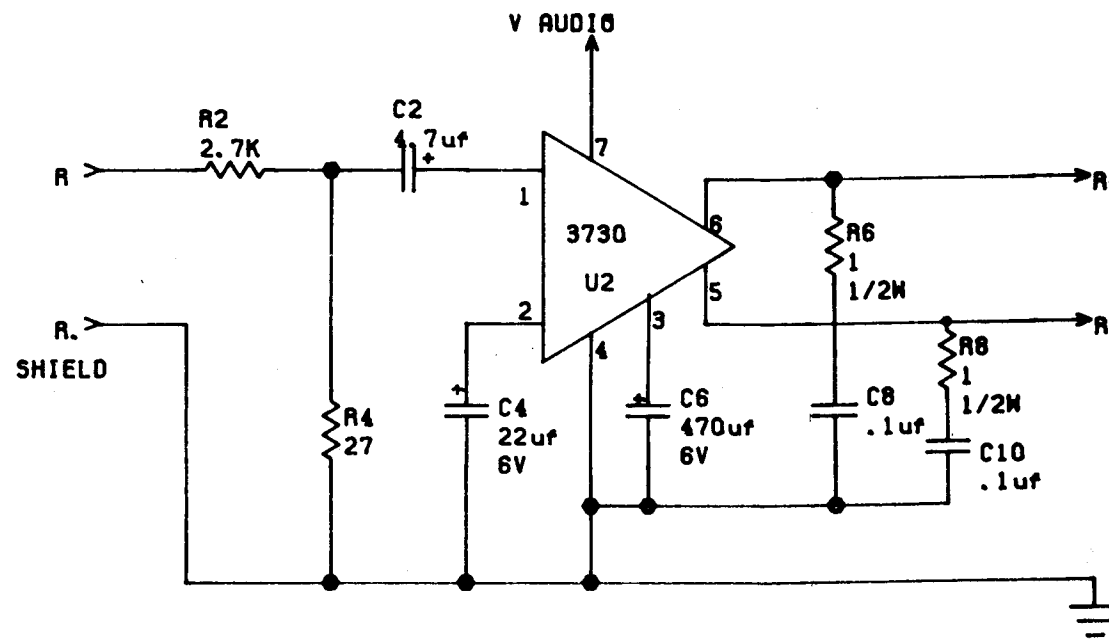 V AUDIO
R2
2.7K
C2
4.7uf
+
R
7
1
3730
U2
6
R
R6
1
1/2W
2
5
3
4
R.
SHIELD
R
R8
1
1/2W
+
C4
22uf
6V
+
C6
470uf
6V
C8
.1uf
R4
27
C10
.1uf